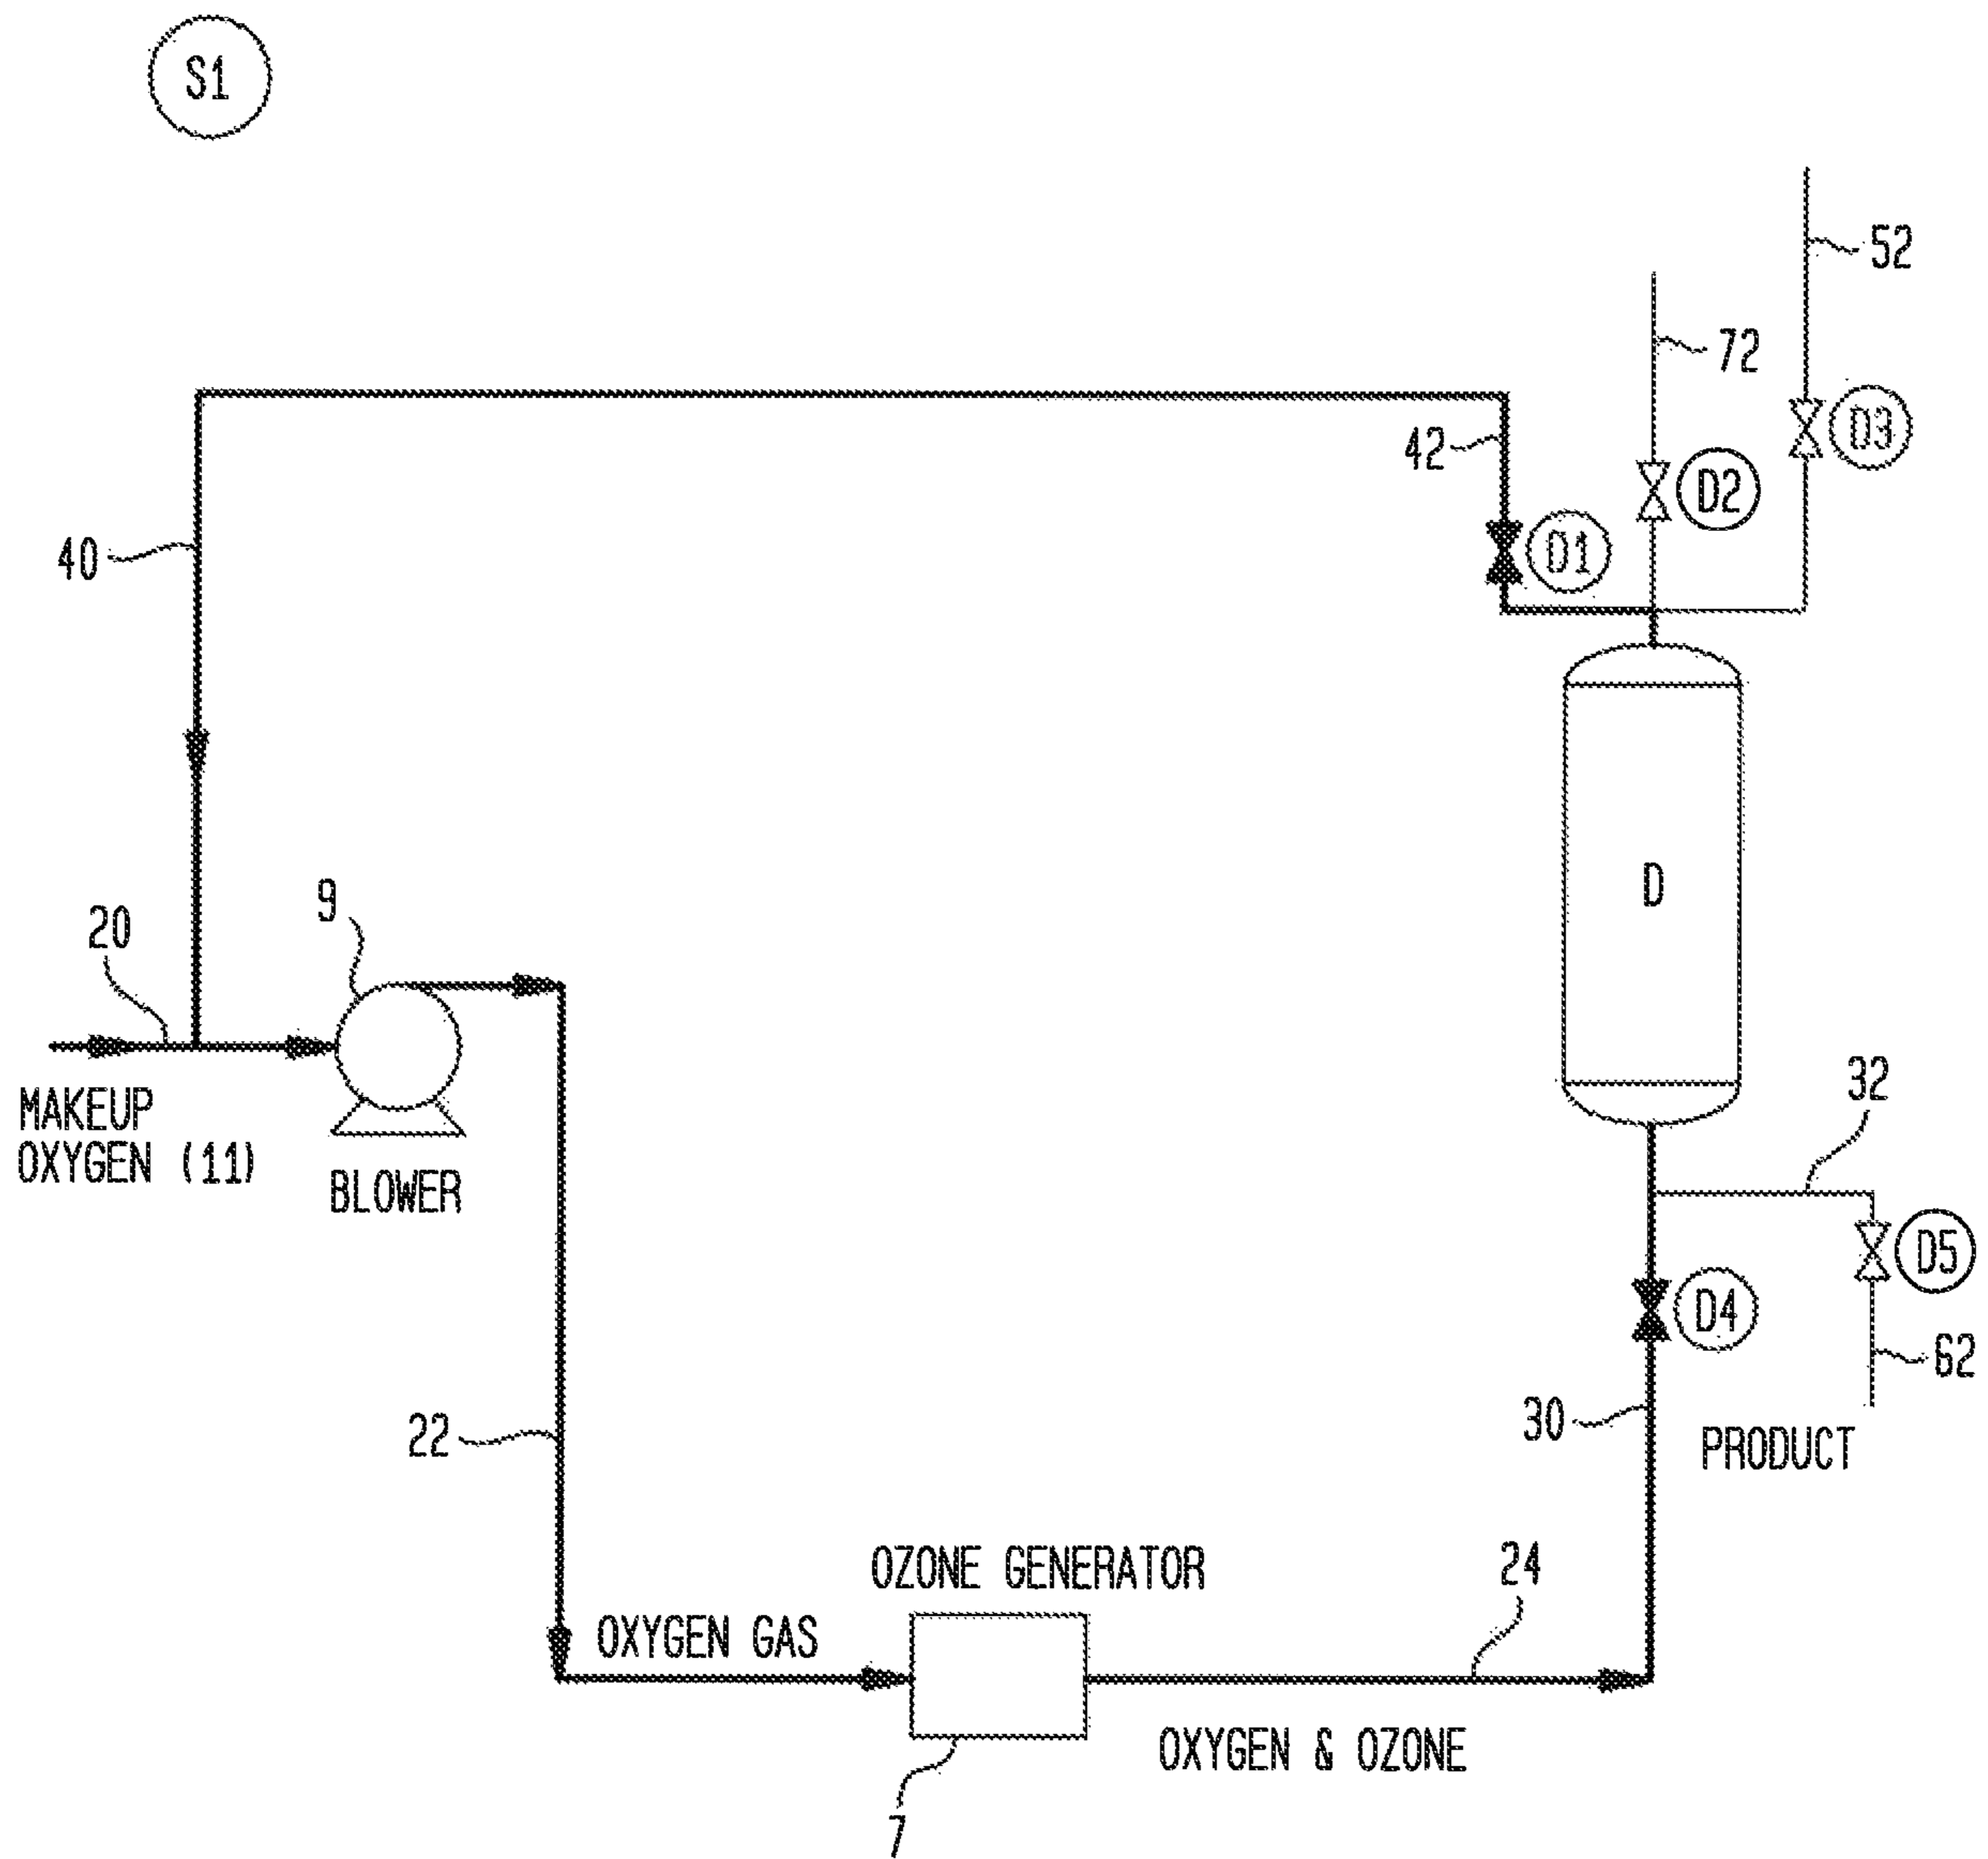 S1
52
72
D3
42
D2
D1
40
D
9
20
32
MAKEUP
OXYGEN (11)
BLOWER
D5
D4
62
30
22
PRODUCT
OZONE GENERATOR
24
OXYGEN GAS
OXYGEN & OZONE
7